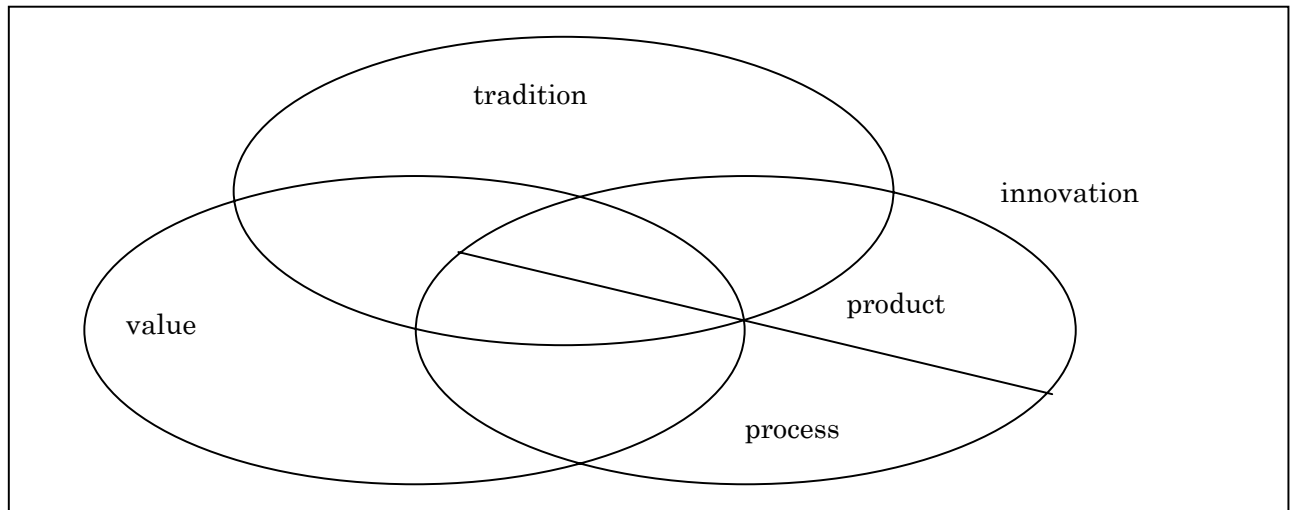 tradition
innovation
product
value
process